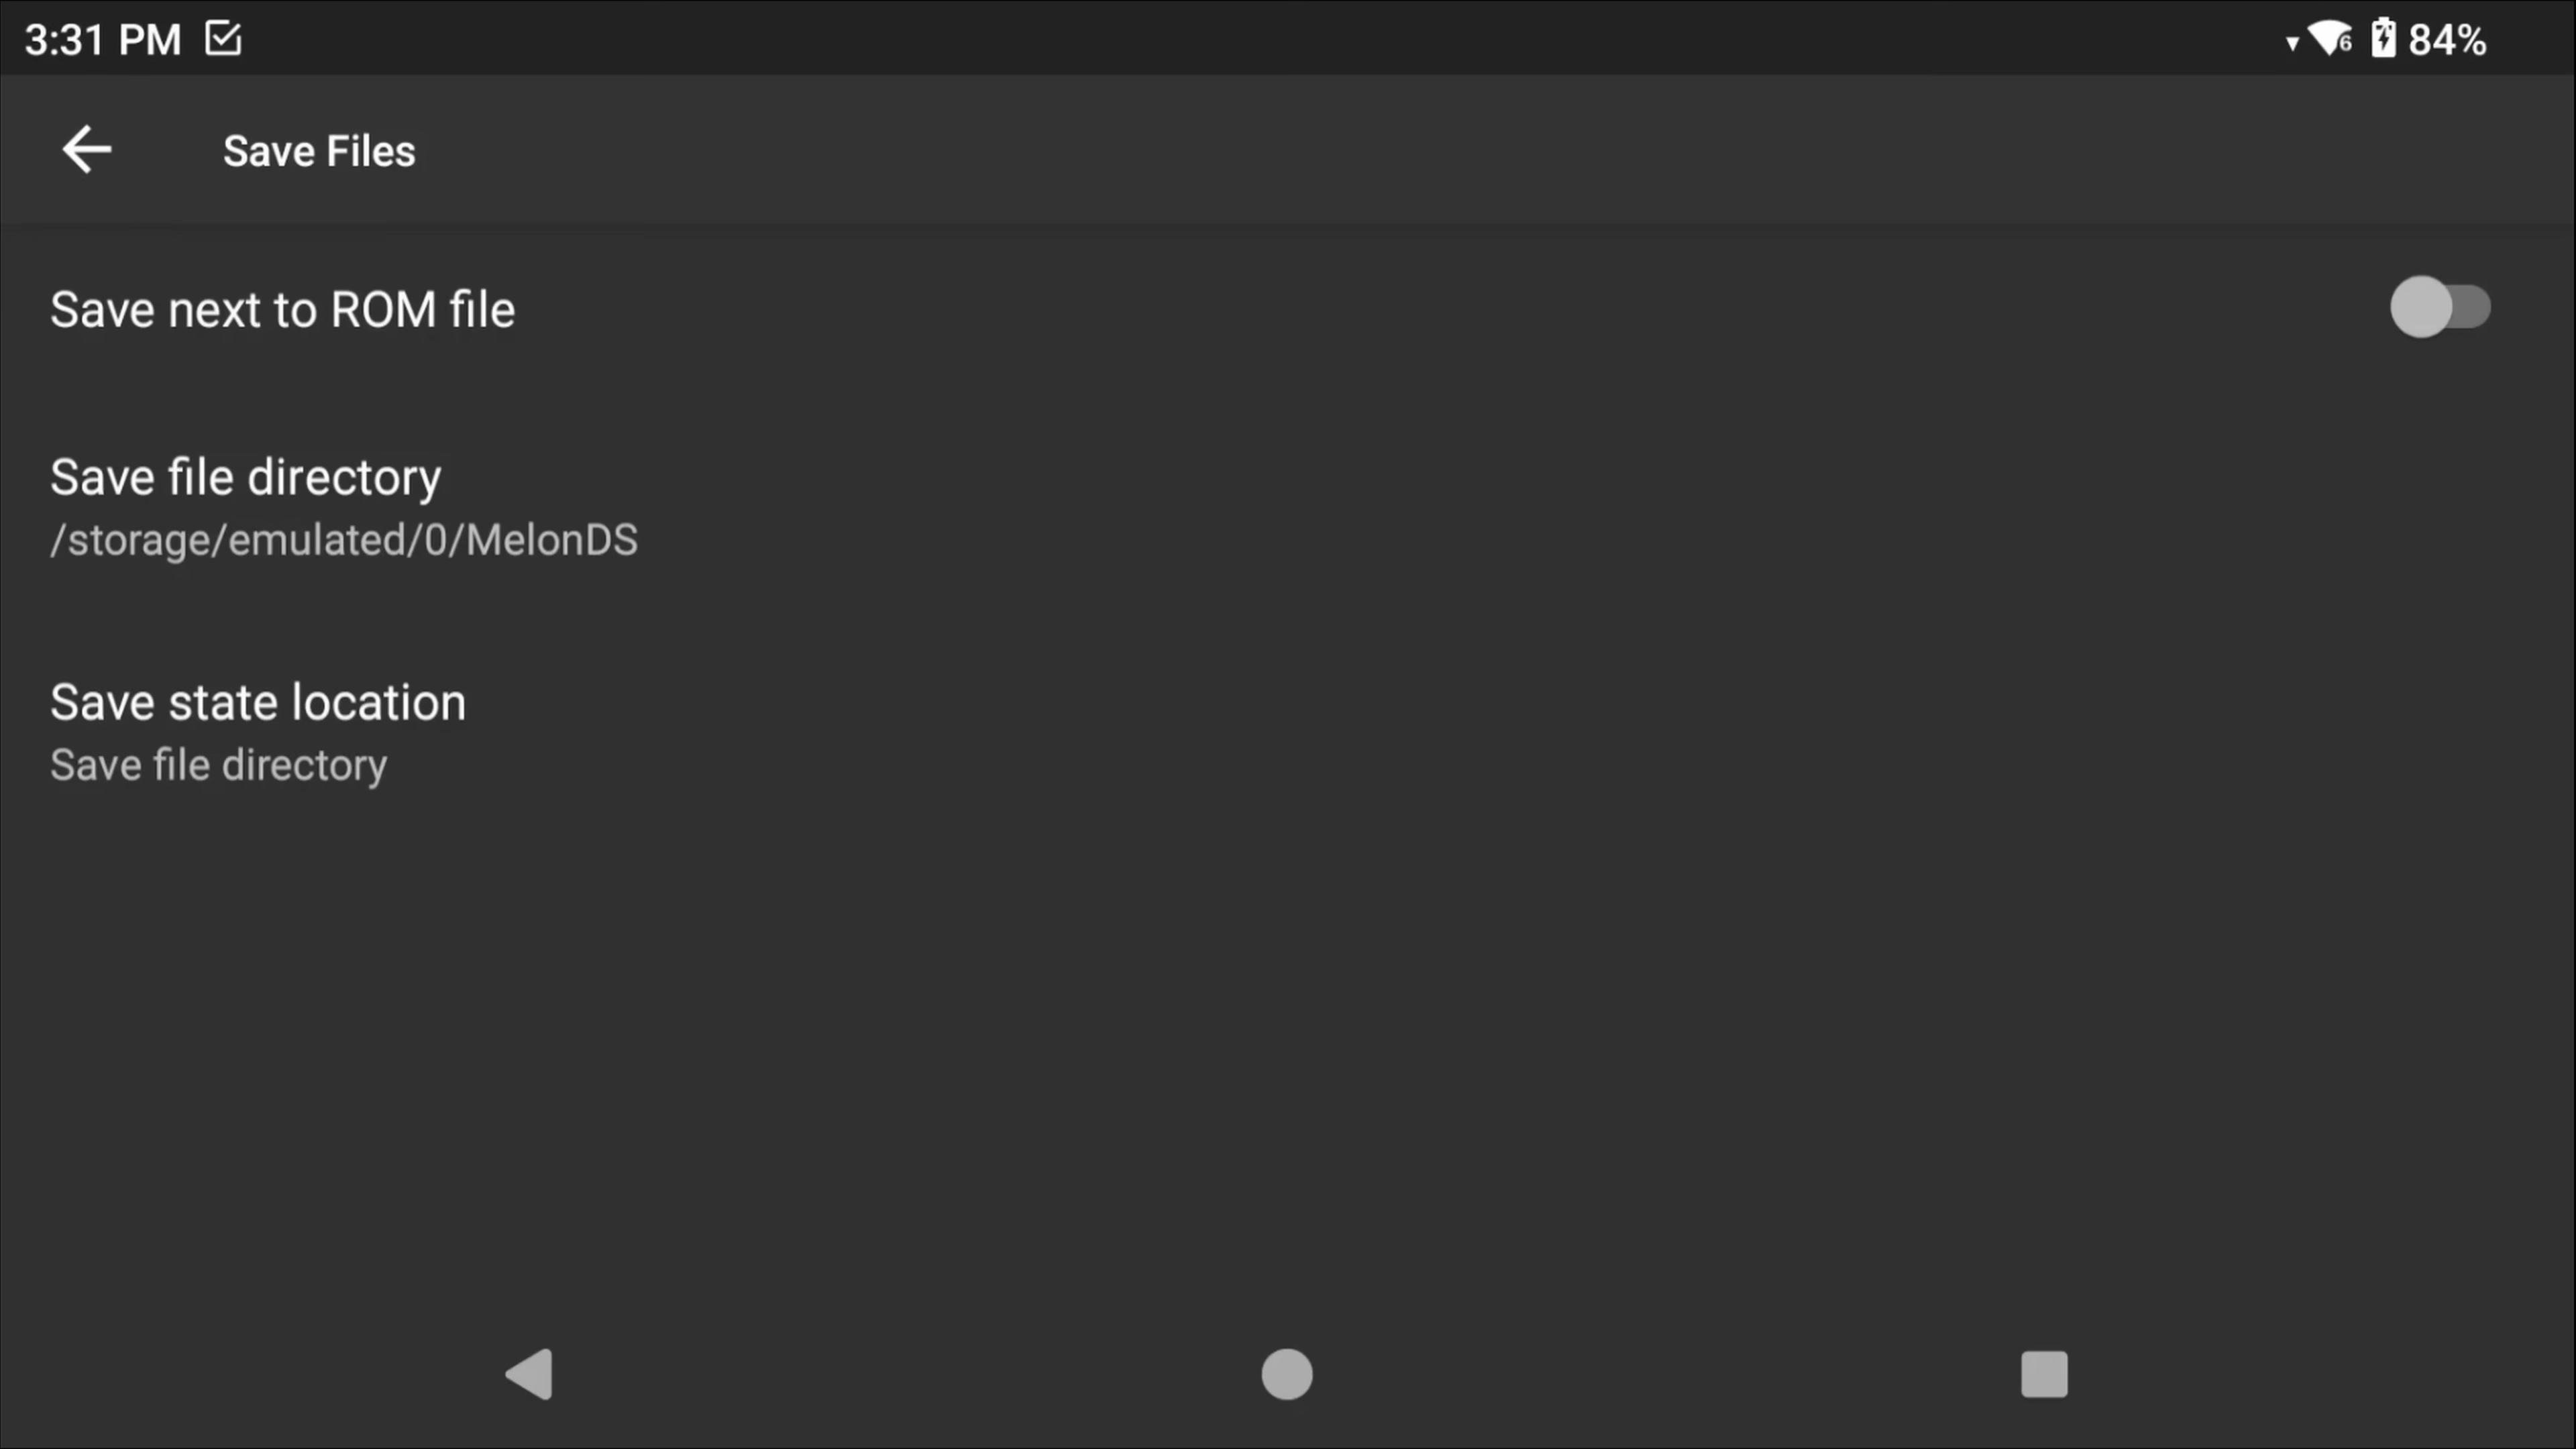 3:31 PM
6 84%
Save Files
Save next to ROM file
Save file directory
/storage/emulated/0/MelonDS
Save state location
Save file directory